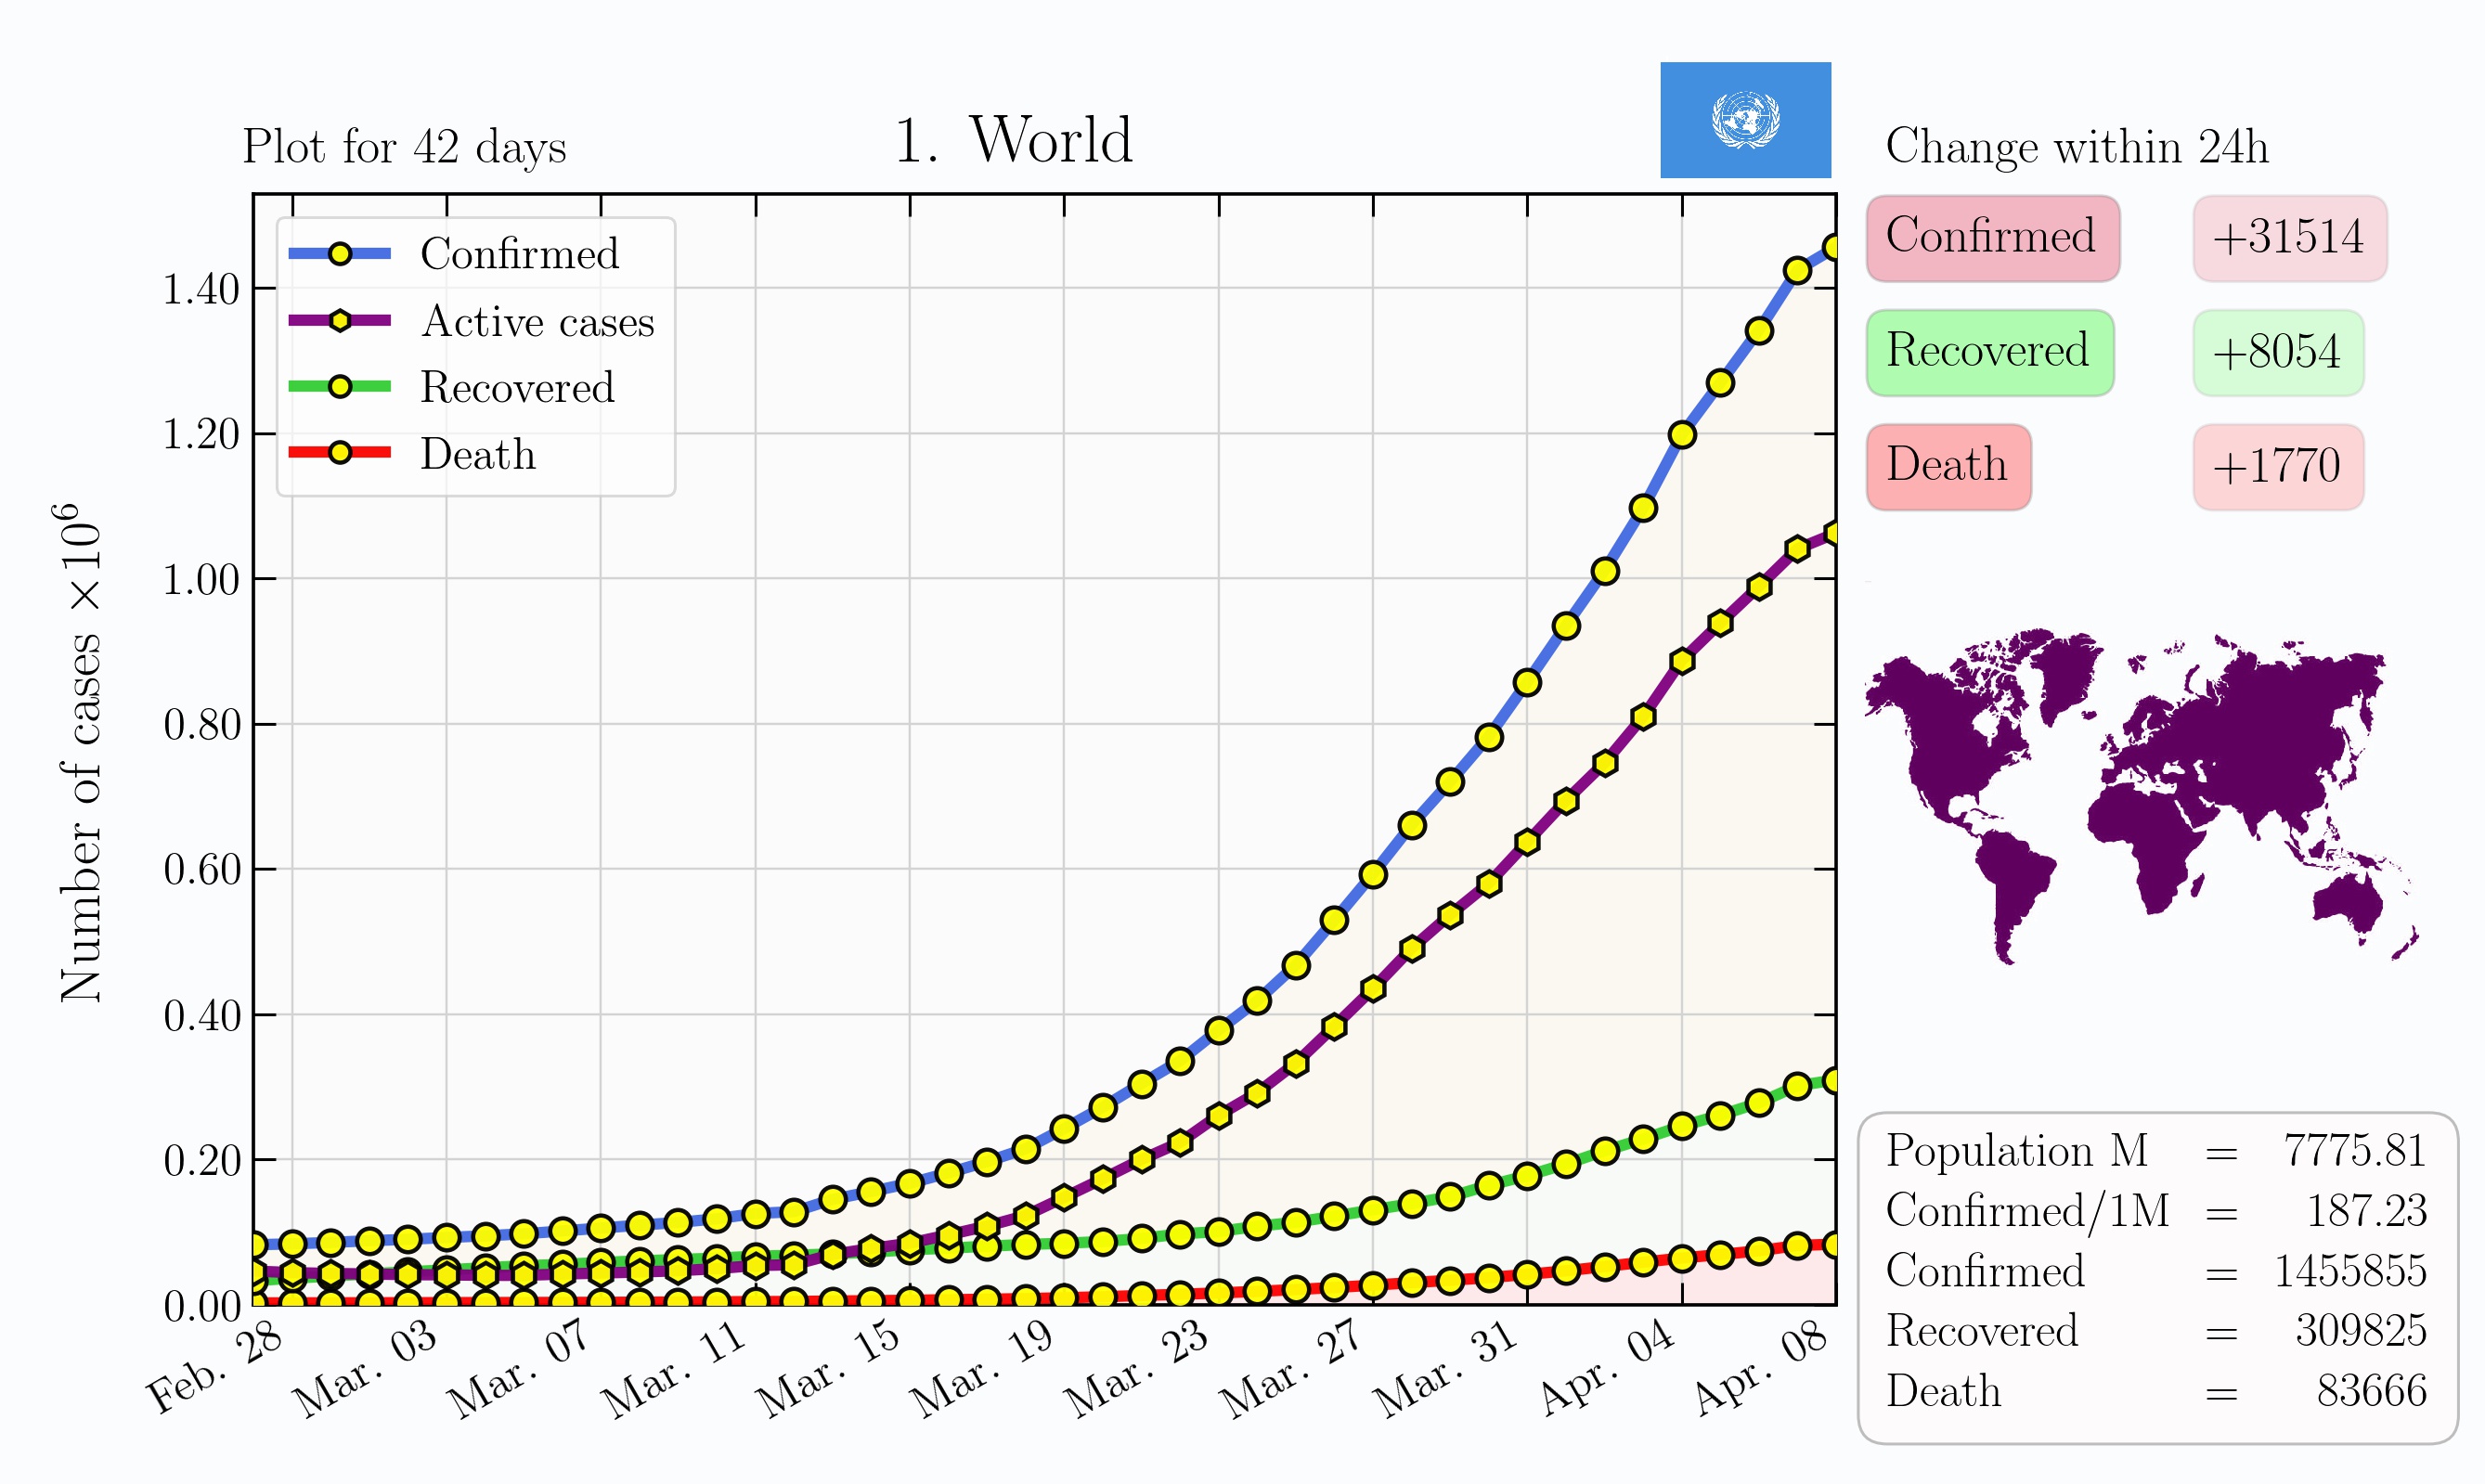 Plot for 42 days
1. World
Change within 24h
Confirmed +31514
Recovered +8054
Death +1770
Confirmed
Active cases
Recovered
Death
Number of cases ×10⁶
1.40
1.20
1.00
0.80
0.60
0.40
0.20
0.00
Feb. 28
Mar. 03
Mar. 07
Mar. 11
Mar. 15
Mar. 19
Mar. 23
Mar. 27
Mar. 31
Apr. 04
Apr. 08
Population M = 7775.81
Confirmed/1M = 187.23
Confirmed = 1455855
Recovered = 309825
Death = 83666